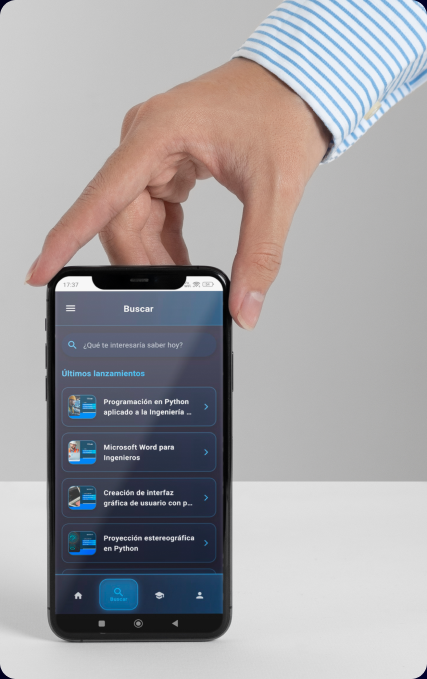 17:37
Buscar
¿Qué te interesaría saber hoy?
Últimos lanzamientos
Programación en Python
aplicado a la Ingeniería ...
Microsoft Word para
Ingenieros
Creación de interfaz
gráfica de usuario con p...
Proyección estereográfica
en Python
Buscar